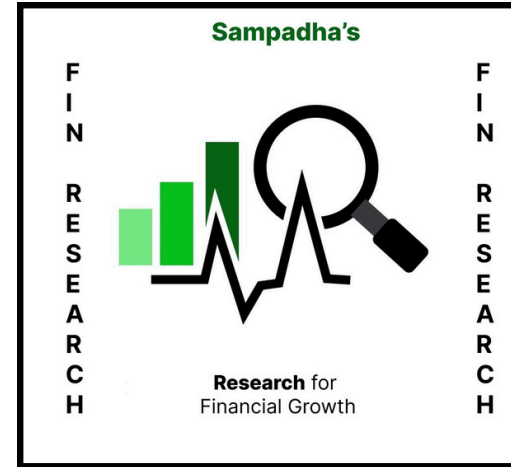 Sampadha's
FIN RESEARCH
FIN RESEARCH
Research for
Financial Growth